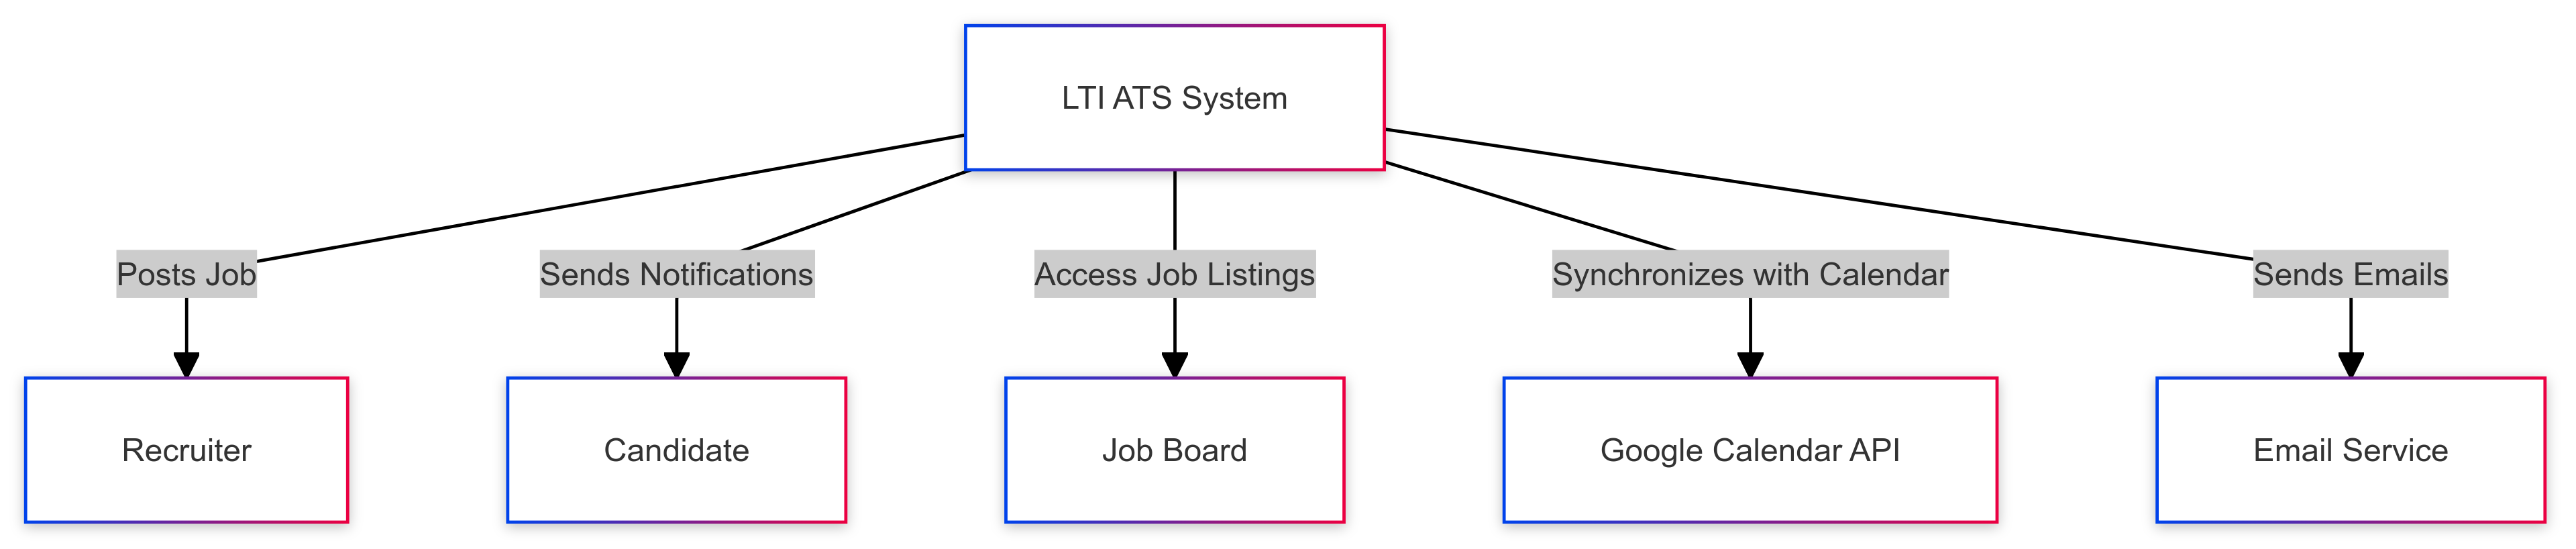 LTI ATS System
Posts Job
Sends Notifications
Access Job Listings
Synchronizes with Calendar
Sends Emails
Recruiter
Candidate
Job Board
Google Calendar API
Email Service